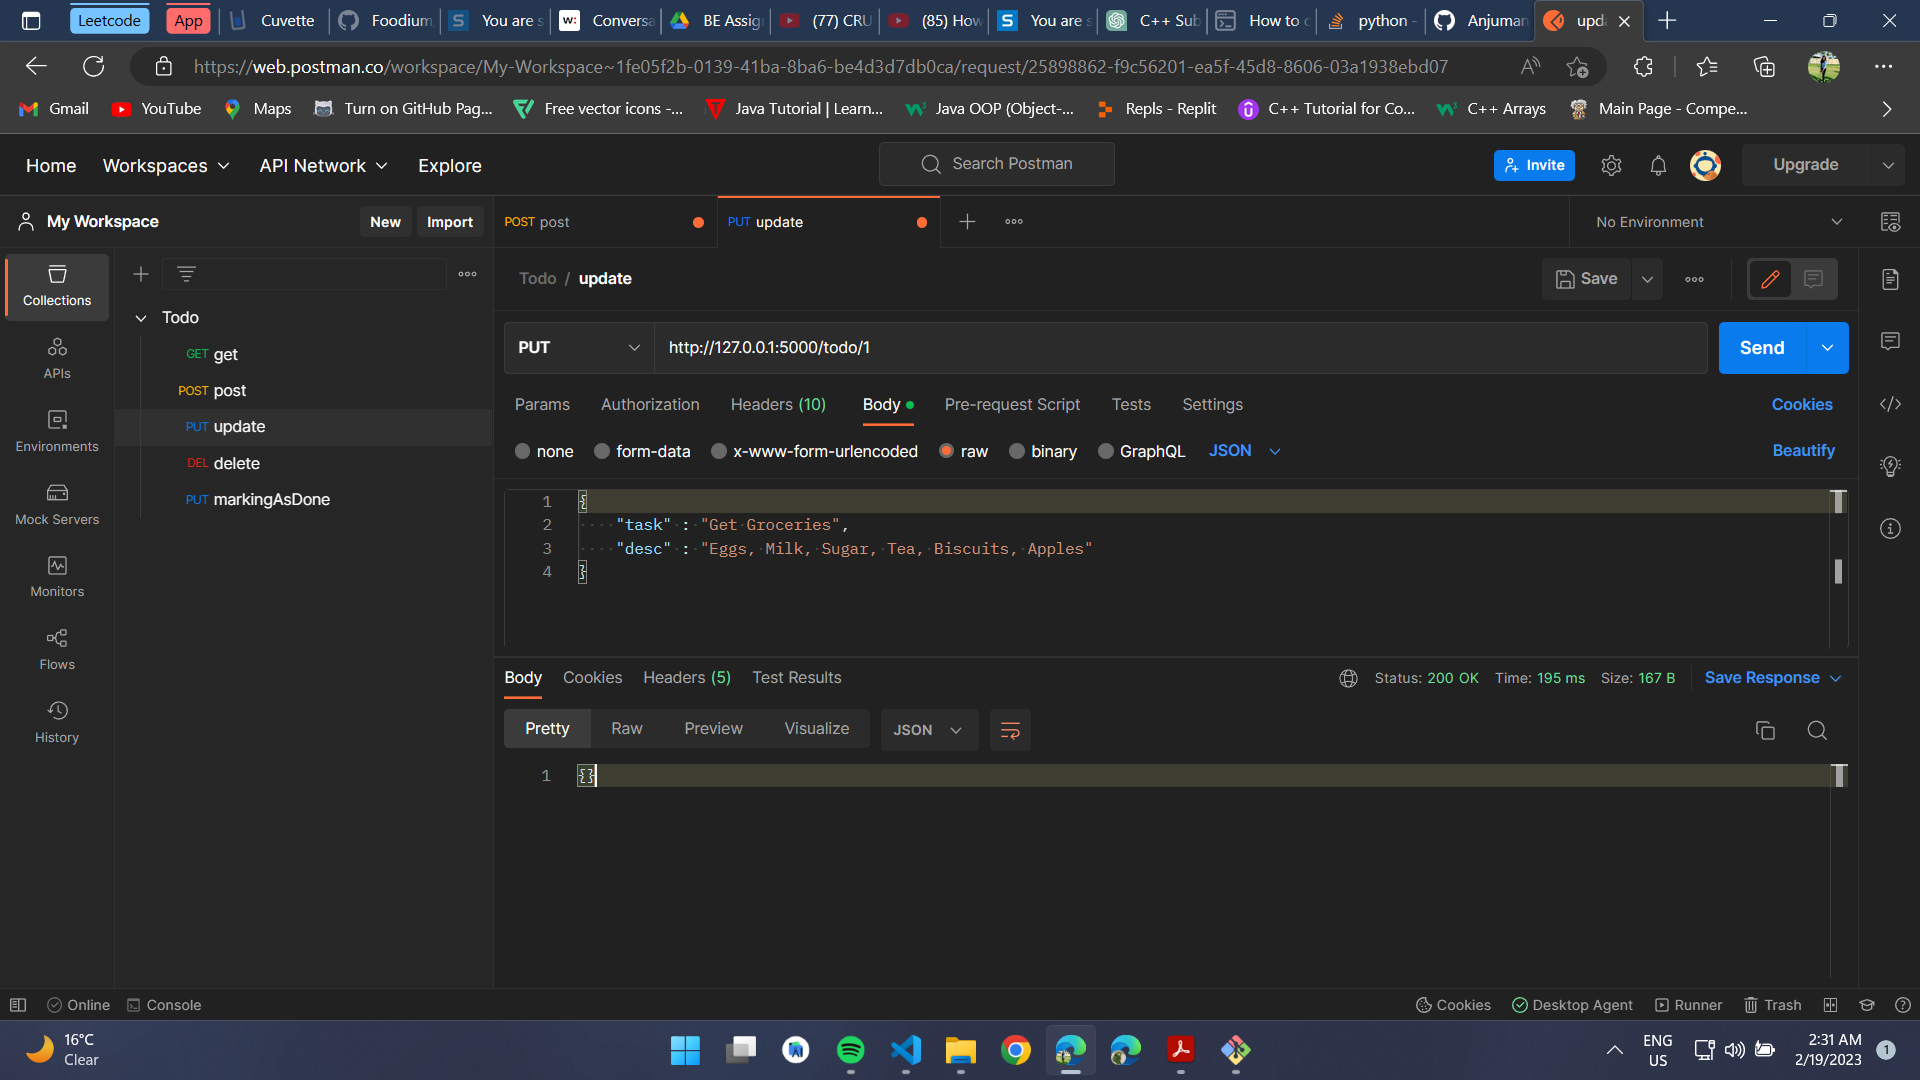 Leetcode App Cuvette Foodium You are s Conversa BE Assig (77) CRU (85) How You are s C++ Sub How to c python - Anjuman upda
https://web.postman.co/workspace/My-Workspace~1fe05f2b-0139-41ba-8ba6-be4d3d7db0ca/request/25898862-f9c56201-ea5f-45d8-8606-03a1938ebd07
Gmail YouTube Maps Turn on GitHub Pag... Free vector icons -... Java Tutorial | Learn... Java OOP (Object-... Repls - Replit C++ Tutorial for Co... C++ Arrays Main Page - Compe...
Home Workspaces API Network Explore Search Postman Invite Upgrade
My Workspace New Import POST post PUT update No Environment
Collections
APIs
Environments
Mock Servers
Monitors
Flows
History
Todo
GET get
POST post
PUT update
DEL delete
PUT markingAsDone
Todo / update Save
PUT http://127.0.0.1:5000/todo/1 Send
Params Authorization Headers (10) Body Pre-request Script Tests Settings Cookies
none form-data x-www-form-urlencoded raw binary GraphQL JSON Beautify
1 {
2 "task" : "Get Groceries",
3 "desc" : "Eggs, Milk, Sugar, Tea, Biscuits, Apples"
4 }
Body Cookies Headers (5) Test Results Status: 200 OK Time: 195 ms Size: 167 B Save Response
Pretty Raw Preview Visualize JSON
1 {}
Online Console Cookies Desktop Agent Runner Trash
16°C
Clear
ENG
US
2:31 AM
2/19/2023
1